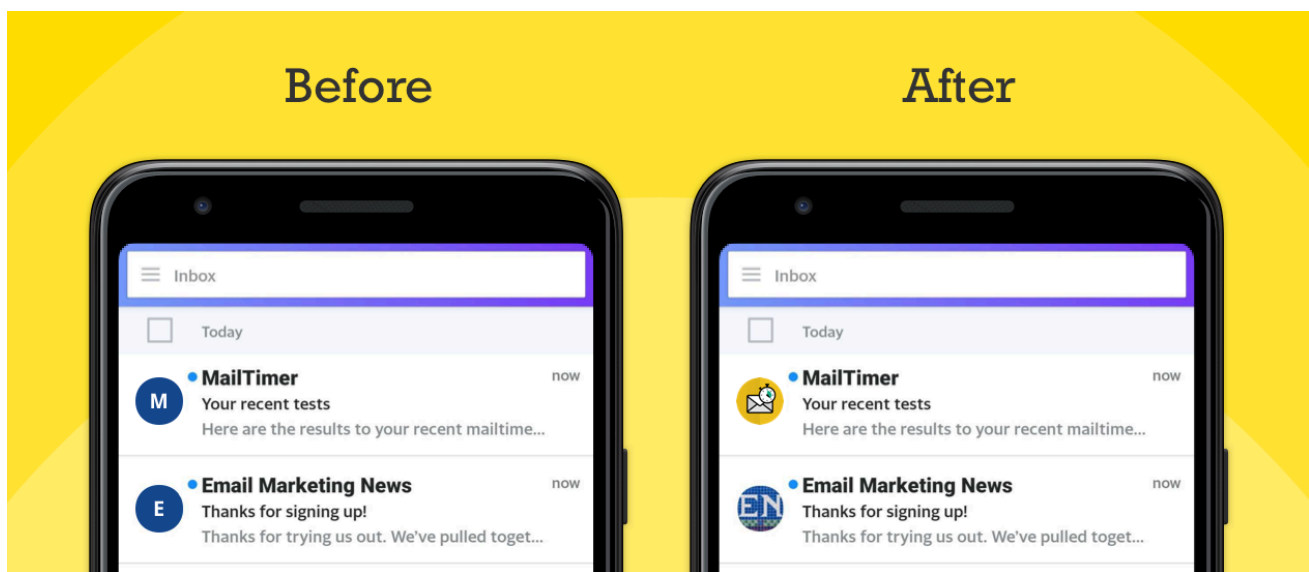 Before
After
Inbox
Today
M
MailTimer
now
Your recent tests
Here are the results to your recent mailtime...
E
Email Marketing News
now
Thanks for signing up!
Thanks for trying us out. We've pulled toget...
Inbox
Today
MailTimer
now
Your recent tests
Here are the results to your recent mailtime...
EN
Email Marketing News
now
Thanks for signing up!
Thanks for trying us out. We've pulled toget...